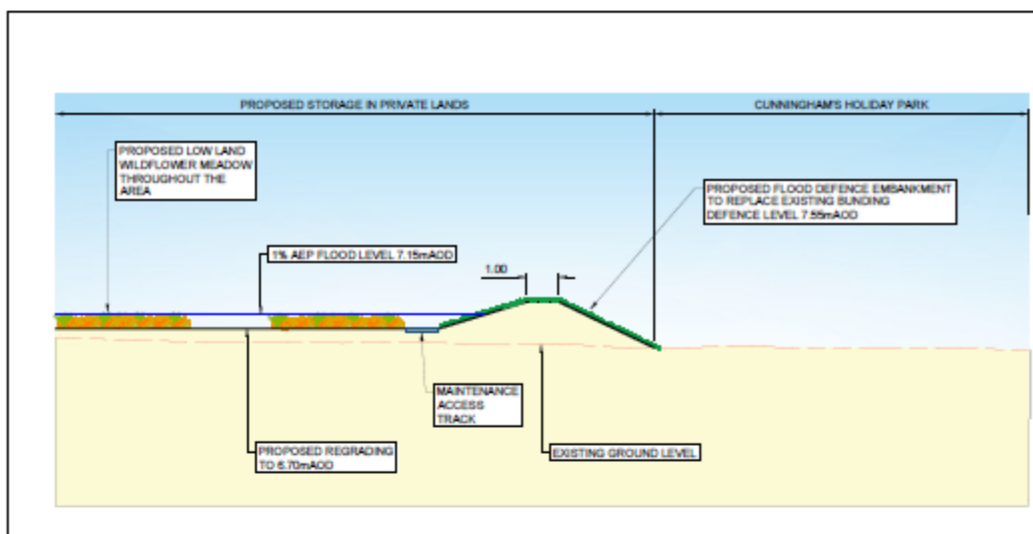 PROPOSED STORAGE IN PRIVATE LANDS
CUNNINGHAM'S HOLIDAY PARK
PROPOSED LOW LAND
WILDFLOWER MEADOW
THROUGHOUT THE
AREA
PROPOSED FLOOD DEFENCE EMBANKMENT
TO REPLACE EXISTING BUNDING
DEFENCE LEVEL 7.55mAOD
1% AEP FLOOD LEVEL 7.15mAOD
1.00
MAINTENANCE
ACCESS
TRACK
PROPOSED REGRADING
TO 6.70mAOD
EXISTING GROUND LEVEL